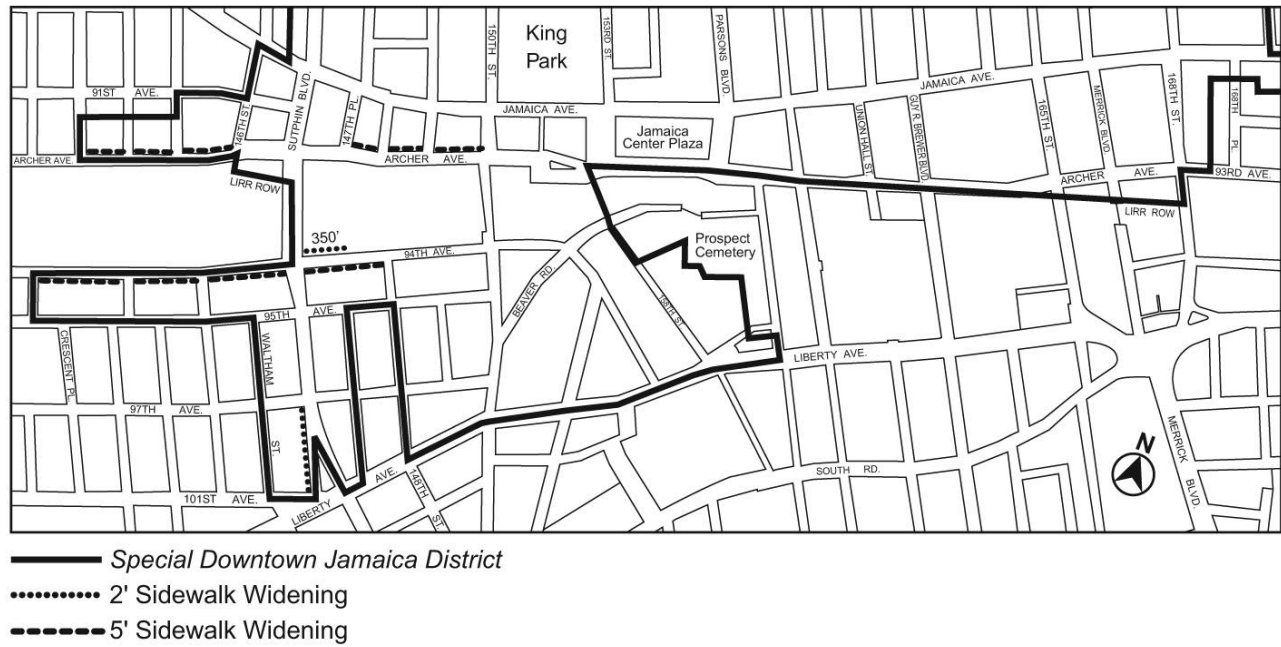 150TH ST.
King
Park
153RD ST.
PARSONS BLVD.
JAMAICA AVE.
168TH ST.
91ST AVE.
146TH ST.
SUTPHIN BLVD.
147TH PL.
JAMAICA AVE.
Jamaica
Center Plaza
UNION HALL ST.
GUY R. BREWER BLVD.
165TH ST.
MERRICK BLVD.
168TH
PL.
ARCHER AVE.
ARCHER AVE.
ARCHER AVE.
93RD AVE.
LIRR ROW
LIRR ROW
350'
94TH AVE.
Prospect
Cemetery
BEAVER RD.
95TH AVE.
158TH ST.
CRESCENT PL.
WALTHAM
ST.
LIBERTY AVE.
97TH AVE.
MERRICK
BLVD.
N
101ST AVE.
LIBERTY
AVE.
148TH
ST.
SOUTH RD.
Special Downtown Jamaica District
2' Sidewalk Widening
5' Sidewalk Widening